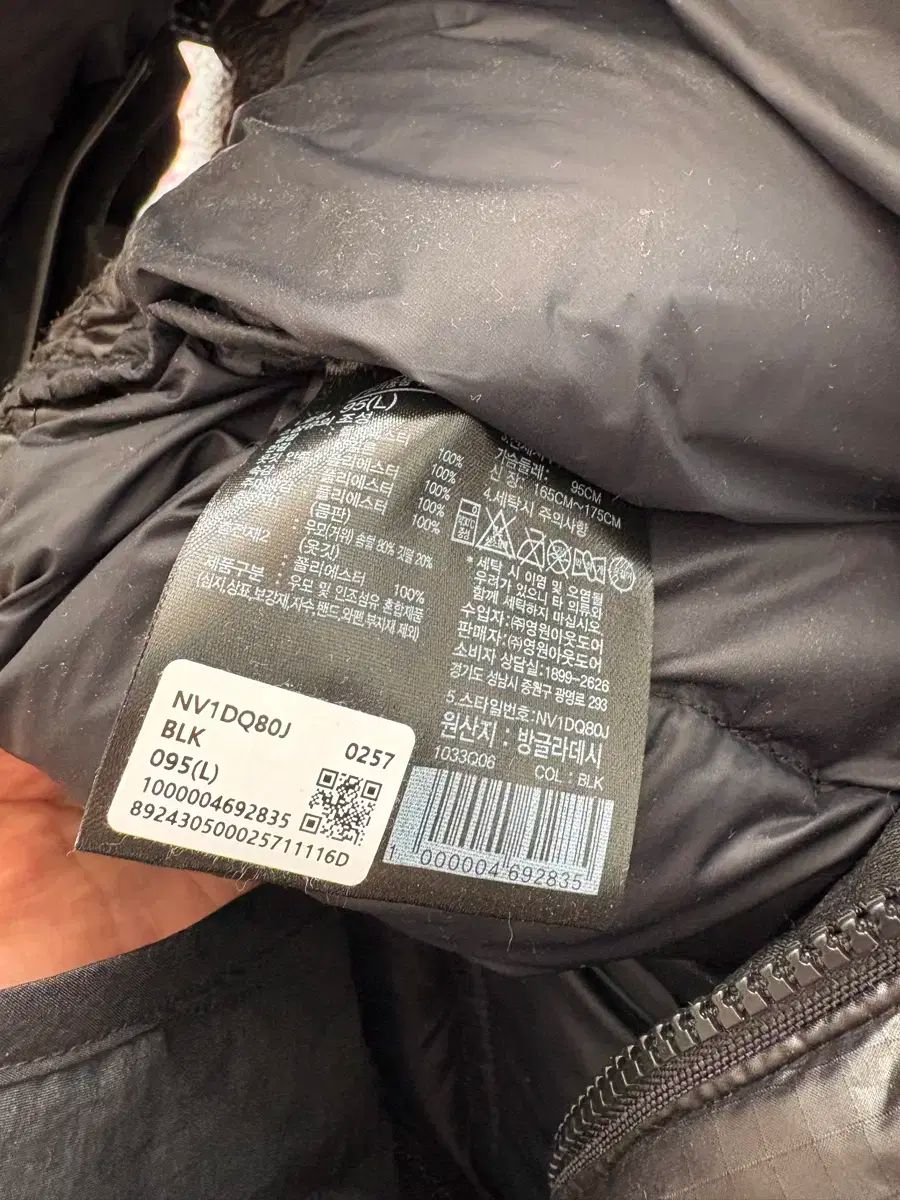 95(L)
조성
100%
폴리에스터 100%
폴리에스터 100%
폴리에스터 100%
(몸판)
: 우모(거위) 솜털 80% 깃털 20%
(옷깃)
: 폴리에스터 100%
제품구분 : 우모 및 인조섬유 혼합제품
(심지,상표,보강재,자수,밴드,와펜,부자재 제외)
가슴둘레: 95CM
신 장: 165CM~175CM
4.세탁시 주의사항
*세탁 시 이염 및 오염될
우려가 있으니 타 의류와
함께 세탁하지 마십시오.
수입자:㈜영원아웃도어
판매자:㈜영원아웃도어
소비자 상담실:1899-2626
경기도 성남시 중원구 광명로 293
5.스타일번호:NV1DQ80J
원산지 : 방글라데시
1033Q06 COL : BLK
1 000004 692835
NV1DQ80J
BLK 0257
095(L)
1000004692835
89243050002571​1116D